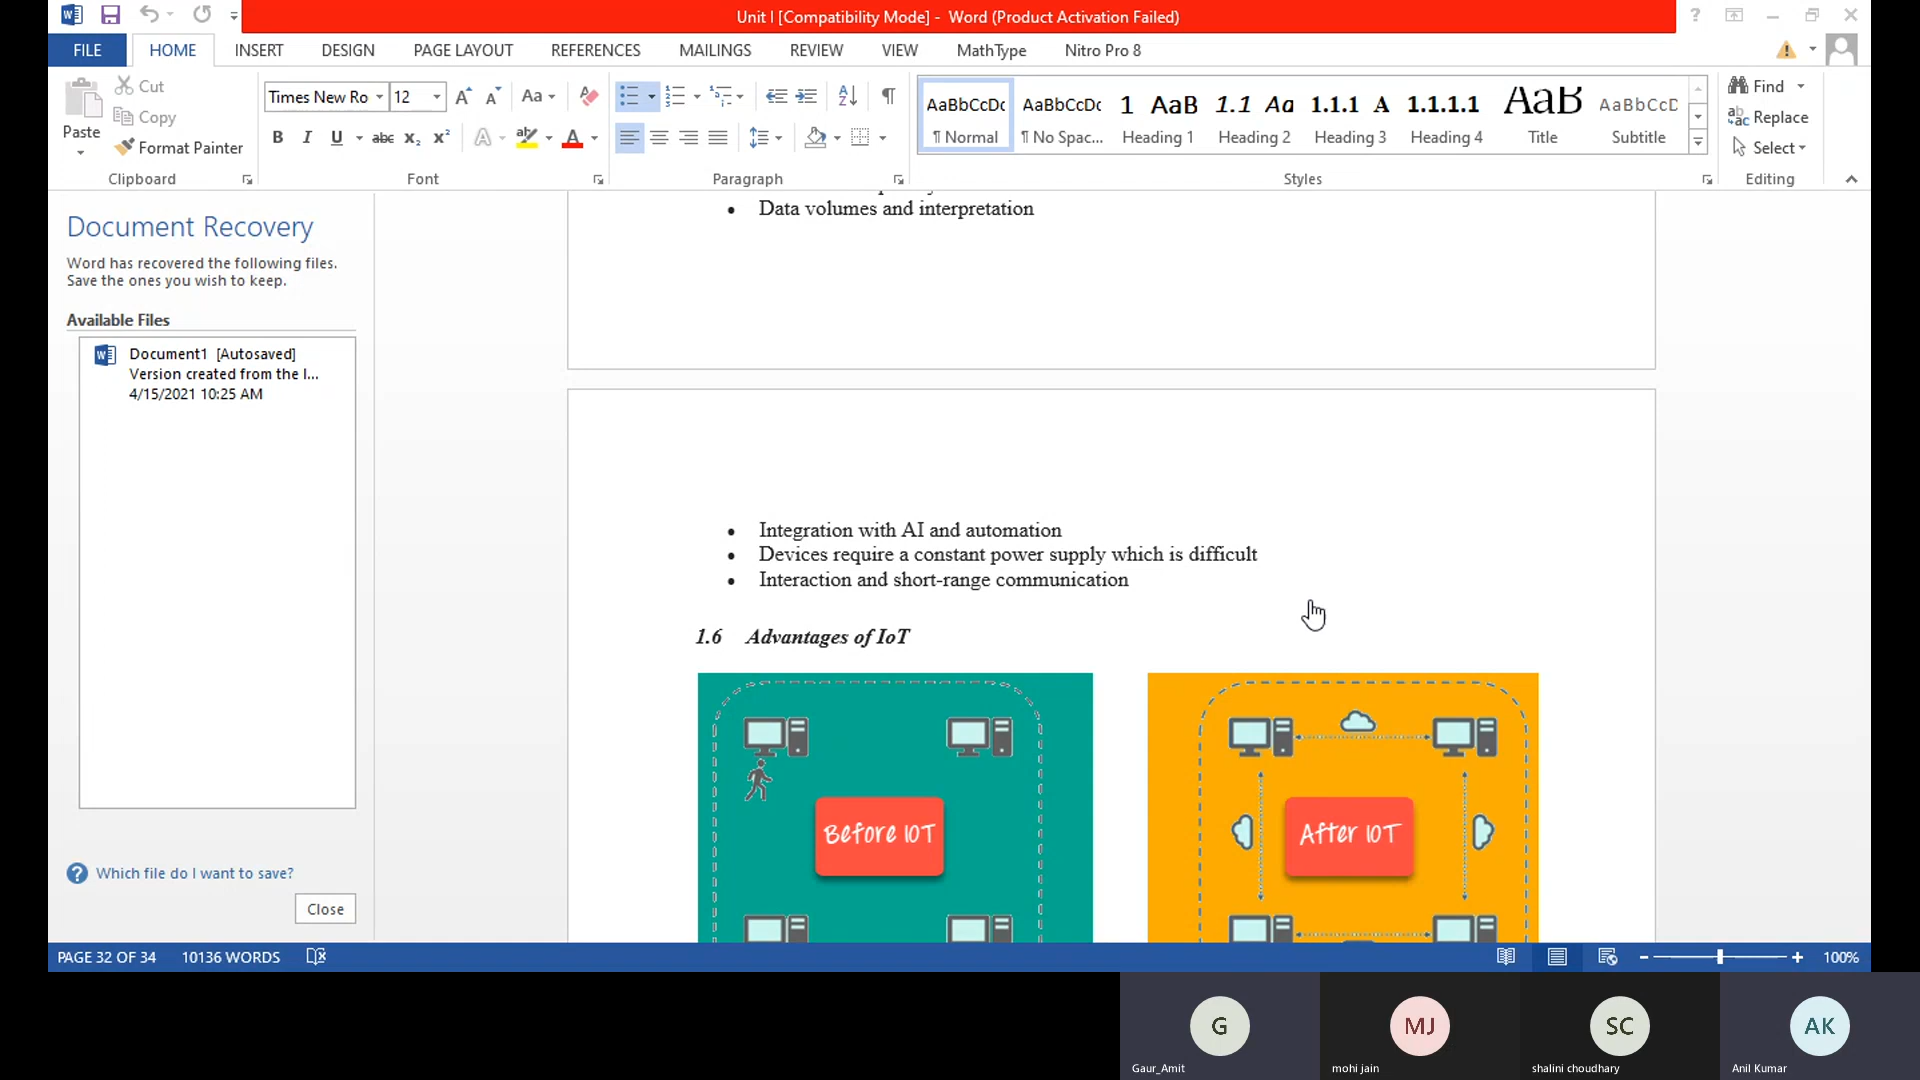 Unit I [Compatibility Mode] - Word (Product Activation Failed)
FILE HOME INSERT DESIGN PAGE LAYOUT REFERENCES MAILINGS REVIEW VIEW MathType Nitro Pro 8
Paste
Cut
Copy
Format Painter
Clipboard
Times New Ro 12
Aa
B I U abc x₂ x²
Font
Paragraph
AaBbCcDc AaBbCcDc 1 AaB 1.1 Aa 1.1.1 A 1.1.1.1 AaB AaBbCcD
¶ Normal ¶ No Spac... Heading 1 Heading 2 Heading 3 Heading 4 Title Subtitle
Styles
Find
Replace
Select
Editing
Document Recovery
Word has recovered the following files.
Save the ones you wish to keep.
Available Files
Document1 [Autosaved]
Version created from the l...
4/15/2021 10:25 AM
Which file do I want to save?
Close
• Data volumes and interpretation
• Integration with AI and automation
• Devices require a constant power supply which is difficult
• Interaction and short-range communication
1.6 Advantages of IoT
Before IOT
After IOT
PAGE 32 OF 34 10136 WORDS
100%
G
Gaur_Amit
MJ
mohi jain
SC
shalini choudhary
AK
Anil Kumar